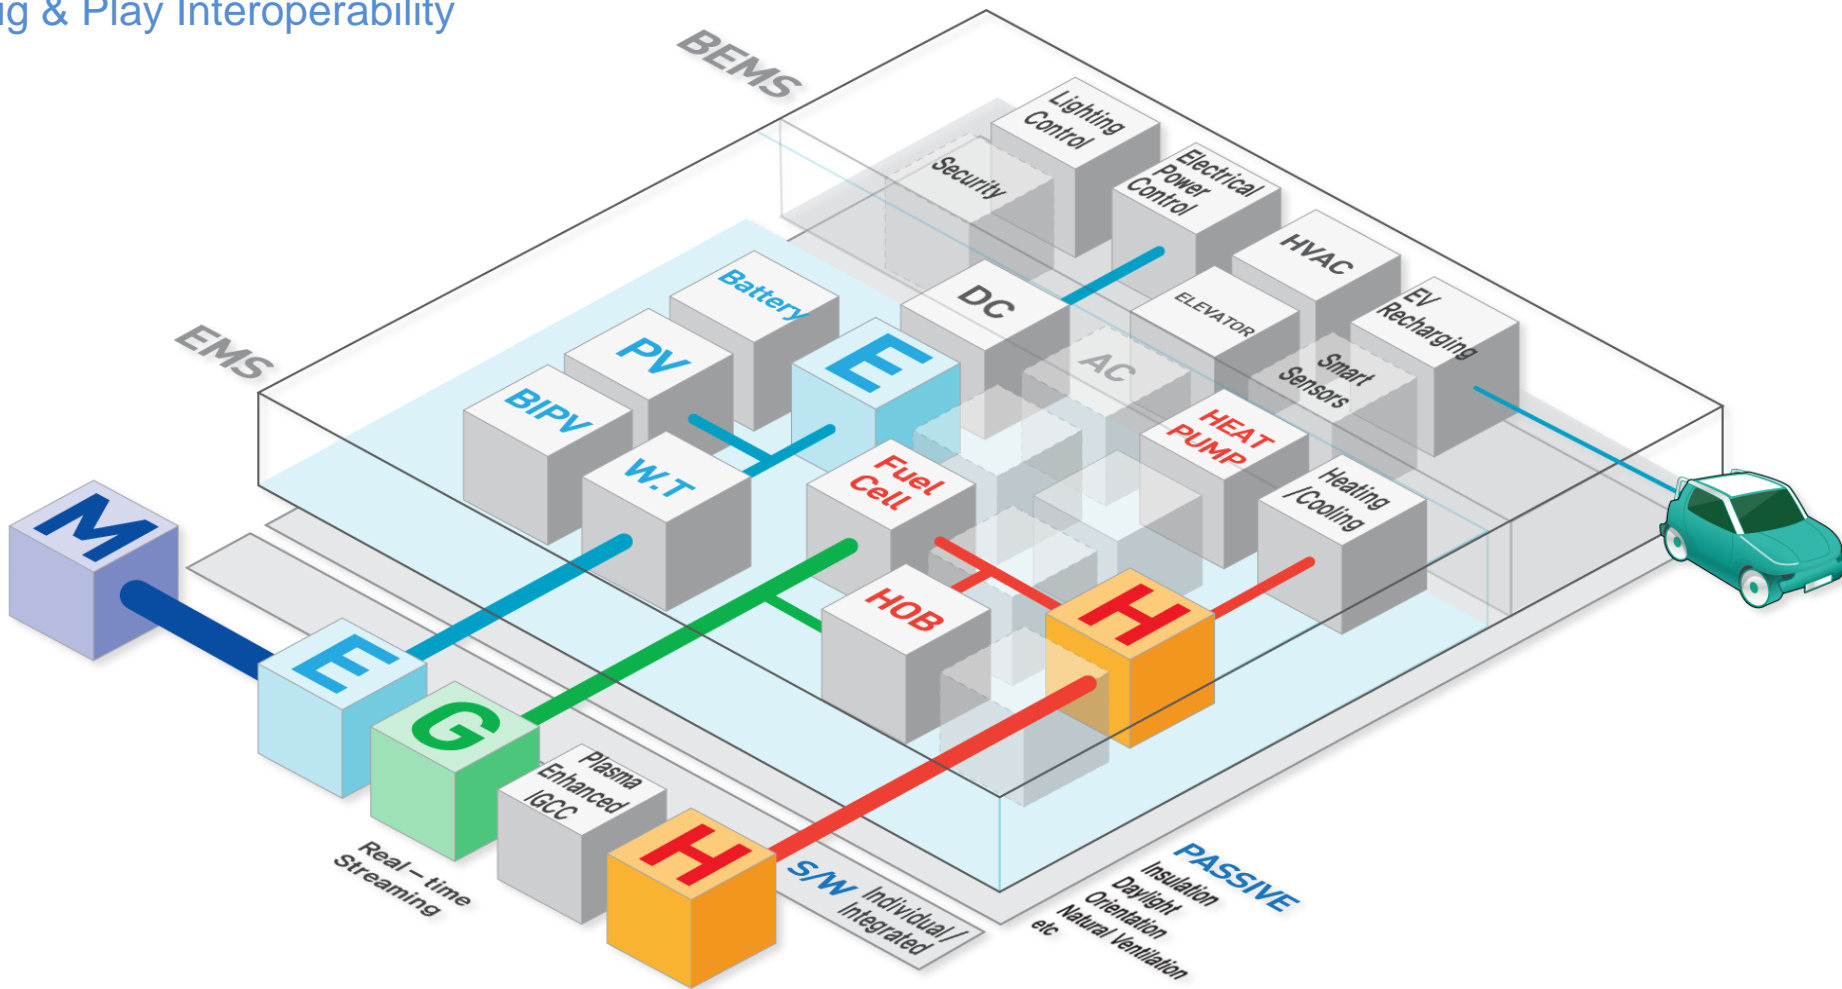 ig & Play Interoperability
BEMS
Lighting
Control
Security
Electrical
Power
Control
HVAC
EV
Recharging
Battery
DC
ELEVATOR
EMS
PV
E
AC
Smart
Sensors
BIPV
HEAT
PUMP
W.T
Fuel
Cell
Heating
/Cooling
M
HOB
H
E
G
Plasma
Enhanced
IGCC
H
Real – time
Streaming
S/W Individual /
Integrated
PASSIVE
Insulation
Daylight
Orientation
Natural Ventilation
etc